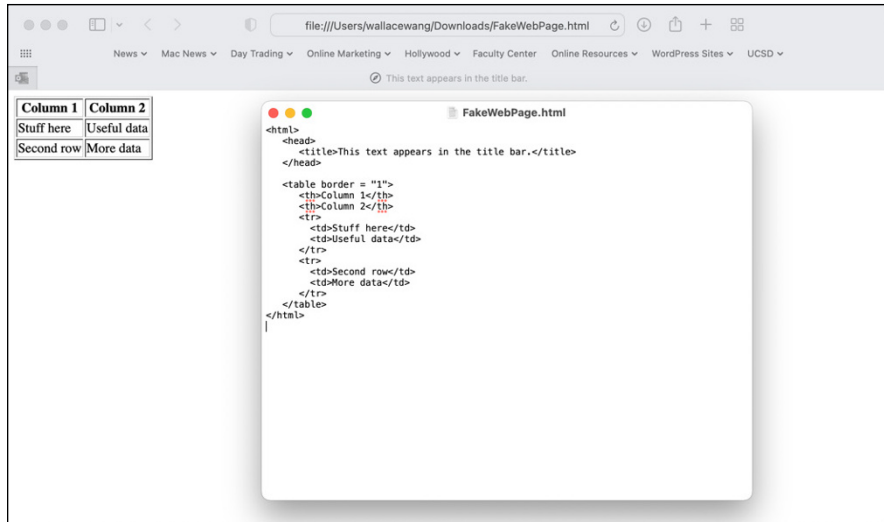 file:///Users/wallacewang/Downloads/FakeWebPage.html
News Mac News Day Trading Online Marketing Hollywood Faculty Center Online Resources WordPress Sites UCSD
This text appears in the title bar.
Column 1 Column 2
Stuff here Useful data
Second row More data
FakeWebPage.html
<html>
<head>
<title>This text appears in the title bar.</title>
</head>
<table border = "1">
<th>Column 1</th>
<th>Column 2</th>
<tr>
<td>Stuff here</td>
<td>Useful data</td>
</tr>
<tr>
<td>Second row</td>
<td>More data</td>
</tr>
</table>
</html>